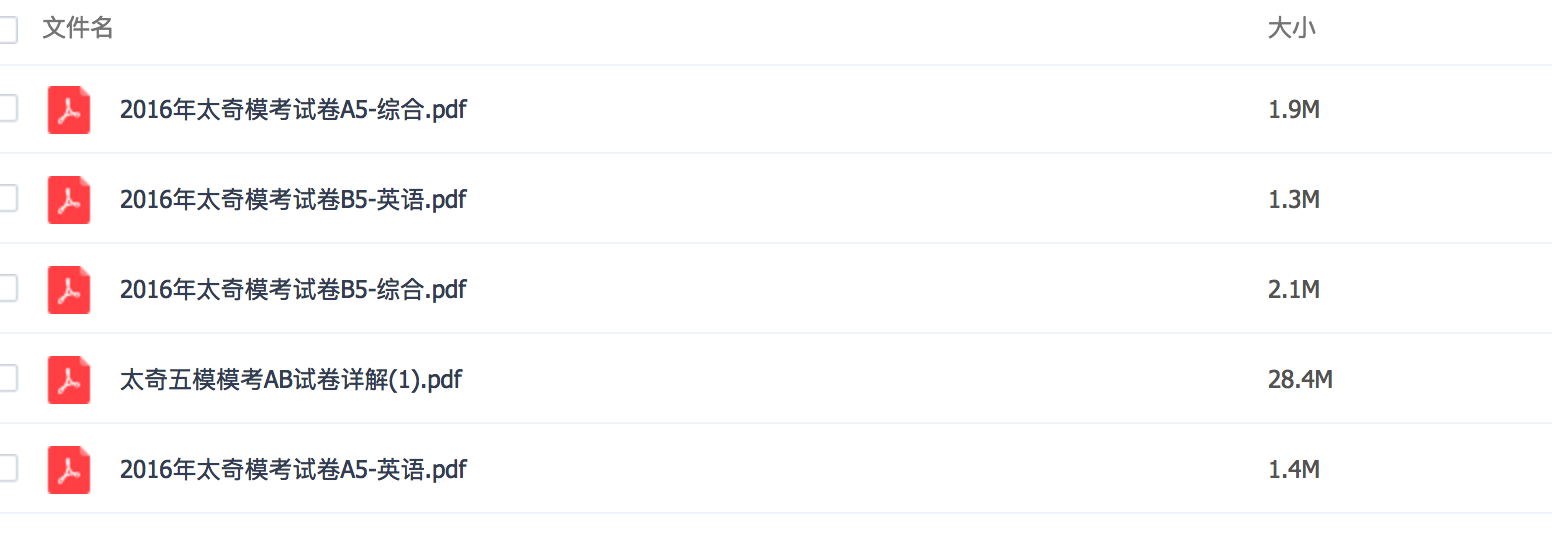 文件名 大小
2016年太奇模考试卷A5-综合.pdf 1.9M
2016年太奇模考试卷B5-英语.pdf 1.3M
2016年太奇模考试卷B5-综合.pdf 2.1M
太奇五模模考AB试卷详解(1).pdf 28.4M
2016年太奇模考试卷A5-英语.pdf 1.4M